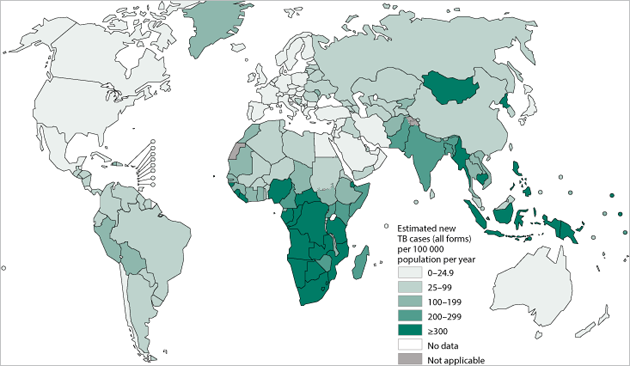 Estimated new
TB cases (all forms)
per 100 000
population per year
0–24.9
25–99
100–199
200–299
≥300
No data
Not applicable